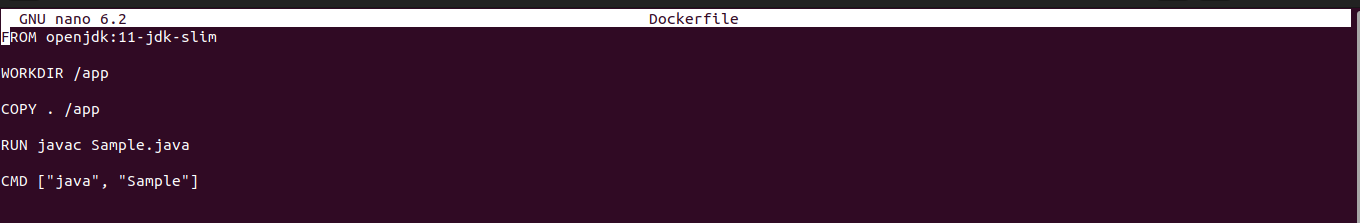 GNU nano 6.2 Dockerfile
FROM openjdk:11-jdk-slim
WORKDIR /app
COPY . /app
RUN javac Sample.java
CMD ["java", "Sample"]